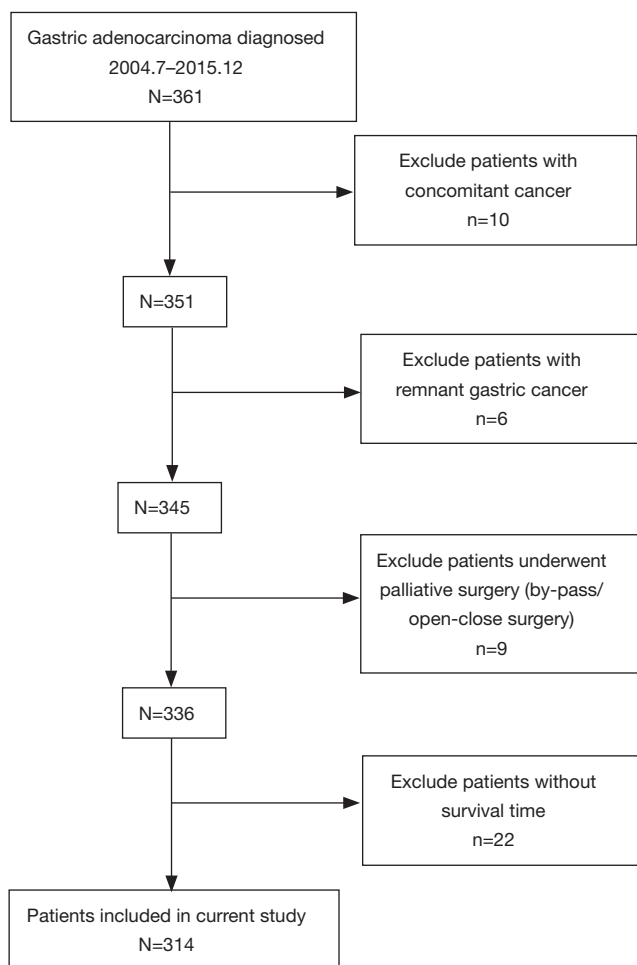 Gastric adenocarcinoma diagnosed
2004.7–2015.12
N=361
Exclude patients with
concomitant cancer
n=10
N=351
Exclude patients with
remnant gastric cancer
n=6
N=345
Exclude patients underwent
palliative surgery (by-pass/
open-close surgery)
n=9
N=336
Exclude patients without
survival time
n=22
Patients included in current study
N=314